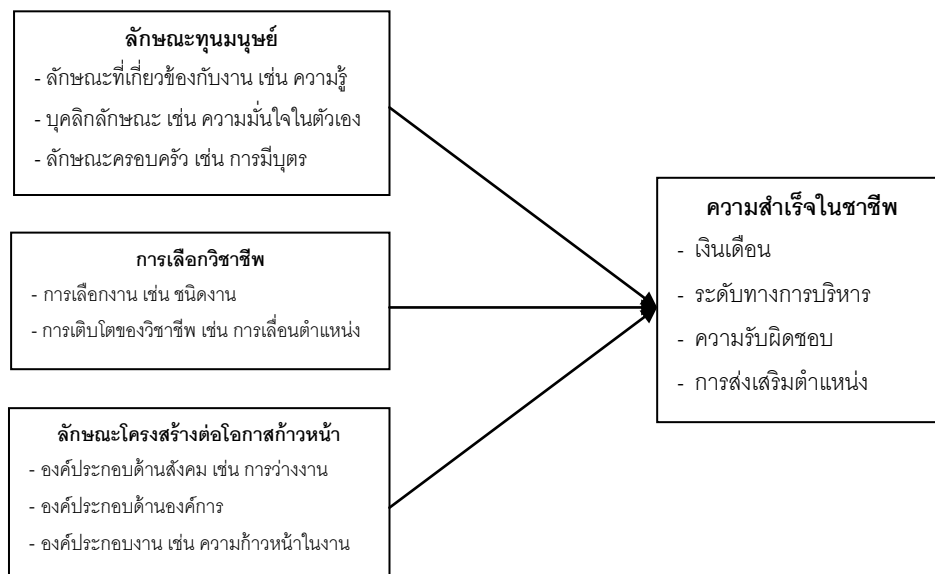 ลักษณะทุนมนุษย์
- ลักษณะที่เกี่ยวข้องกับงาน เช่น ความรู้
- บุคลิกลักษณะ เช่น ความมั่นใจในตัวเอง
- ลักษณะครอบครัว เช่น การมีบุตร
การเลือกวิชาชีพ
- การเลือกงาน เช่น ชนิดงาน
- การเติบโตของวิชาชีพ เช่น การเลื่อนตำแหน่ง
ลักษณะโครงสร้างต่อโอกาสก้าวหน้า
- องค์ประกอบด้านสังคม เช่น การว่างงาน
- องค์ประกอบด้านองค์การ
- องค์ประกอบงาน เช่น ความก้าวหน้าในงาน
ความสำเร็จในชาชีพ
- เงินเดือน
- ระดับทางการบริหาร
- ความรับผิดชอบ
- การส่งเสริมตำแหน่ง